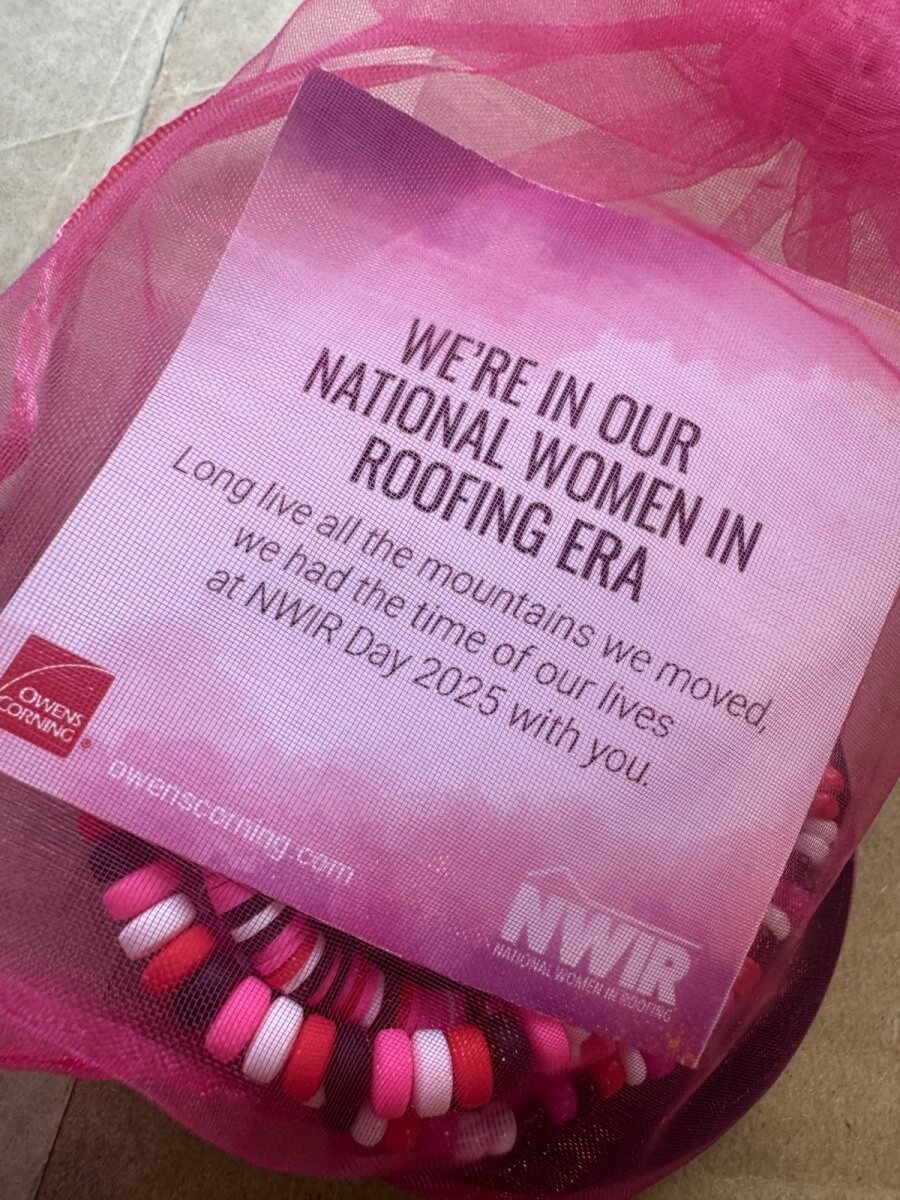 WE'RE IN OUR
NATIONAL WOMEN IN
ROOFING ERA
Long live all the mountains we moved,
we had the time of our lives
at NWIR Day 2025 with you.
OWENS
CORNING
®
owenscorning.com
NWIR
NATIONAL WOMEN IN ROOFING